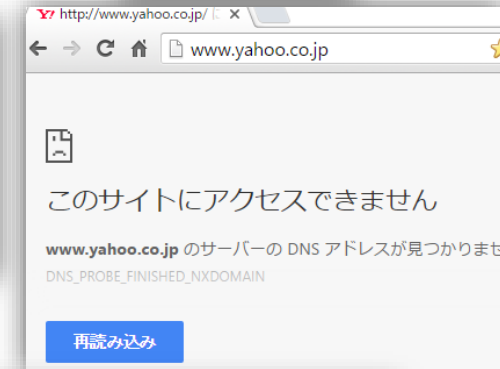 http://www.yahoo.co.jp/
www.yahoo.co.jp
このサイトにアクセスできません
www.yahoo.co.jp のサーバーの DNS アドレスが見つかりませ
DNS_PROBE_FINISHED_NXDOMAIN
再読み込み